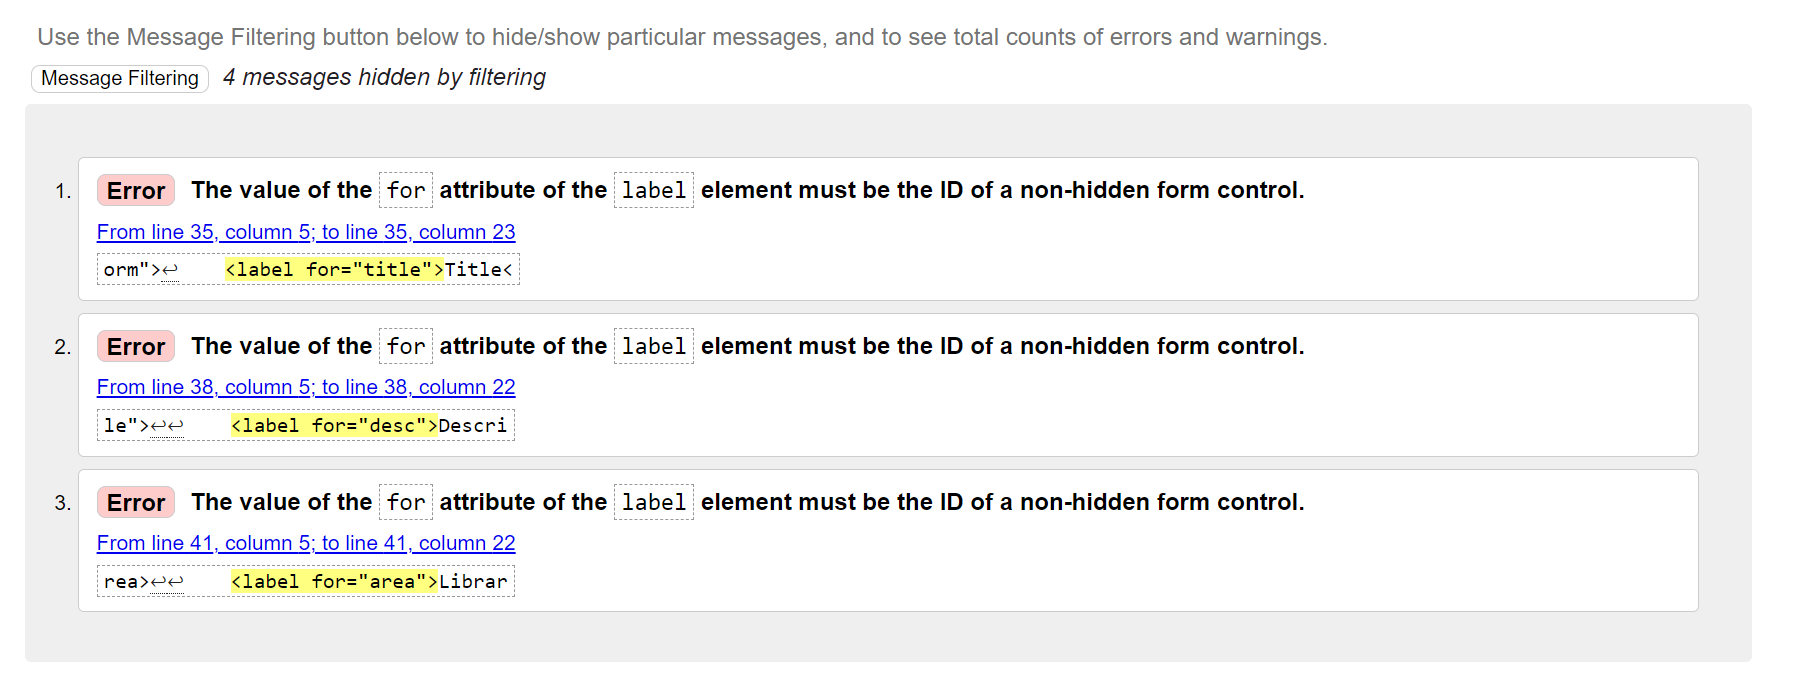 Use the Message Filtering button below to hide/show particular messages, and to see total counts of errors and warnings.
Message Filtering 4 messages hidden by filtering
1. Error The value of the for attribute of the label element must be the ID of a non-hidden form control.
From line 35, column 5; to line 35, column 23
orm">↩    <label for="title">Title<
2. Error The value of the for attribute of the label element must be the ID of a non-hidden form control.
From line 38, column 5; to line 38, column 22
le">↩↩    <label for="desc">Descri
3. Error The value of the for attribute of the label element must be the ID of a non-hidden form control.
From line 41, column 5; to line 41, column 22
rea>↩↩    <label for="area">Librar